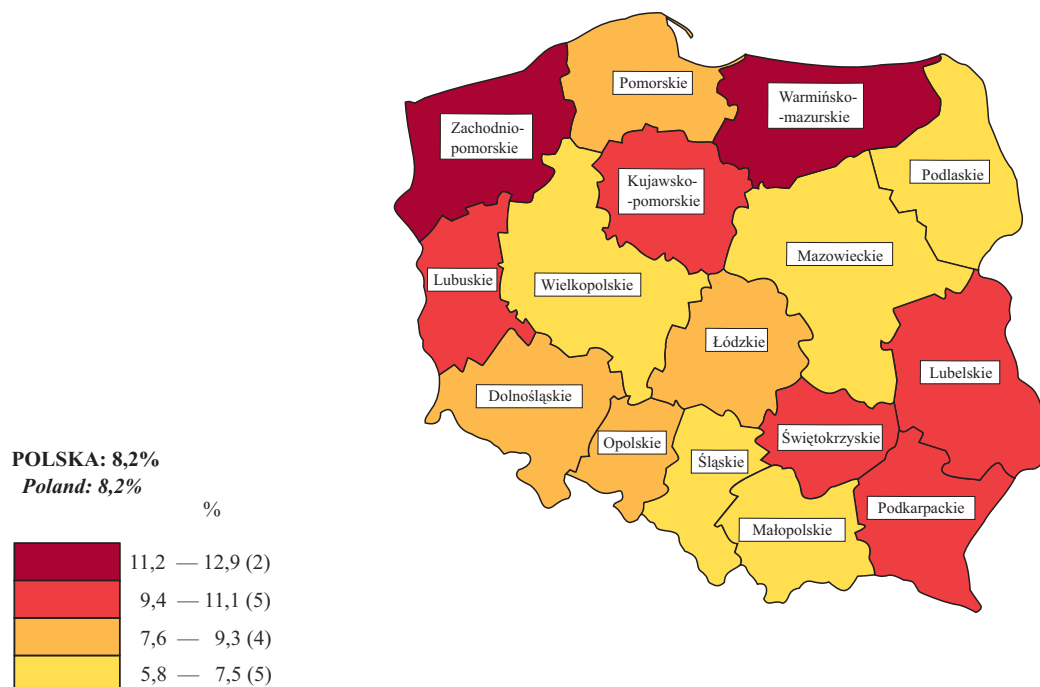 Pomorskie
Warmińsko-
-mazurskie
Zachodnio-
pomorskie
Podlaskie
Kujawsko-
-pomorskie
Mazowieckie
Lubuskie
Wielkopolskie
Łódzkie
Lubelskie
Dolnośląskie
Opolskie
Świętokrzyskie
Śląskie
Podkarpackie
Małopolskie
POLSKA: 8,2%
Poland: 8,2%
%
11,2 — 12,9 (2)
9,4 — 11,1 (5)
7,6 — 9,3 (4)
5,8 — 7,5 (5)